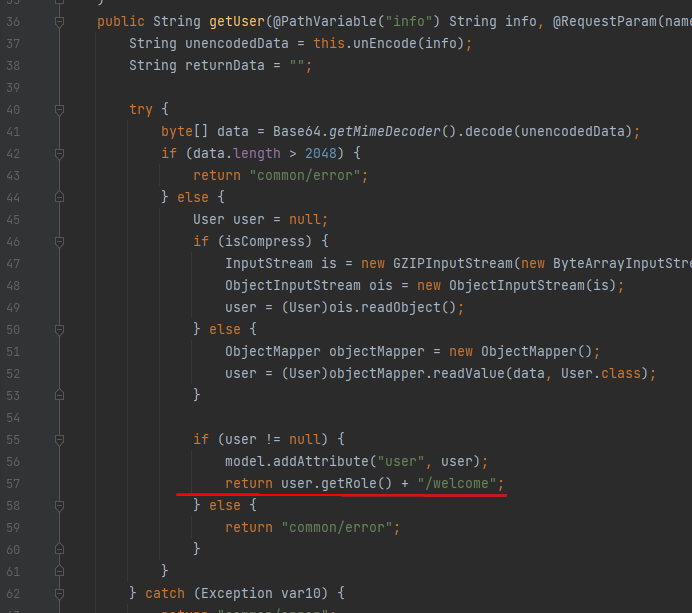 36 public String getUser(@PathVariable("info") String info, @RequestParam(nam
37 String unencodedData = this.unEncode(info);
38 String returnData = "";
39
40 try {
41 byte[] data = Base64.getMimeDecoder().decode(unencodedData);
42 if (data.length > 2048) {
43 return "common/error";
44 } else {
45 User user = null;
46 if (isCompress) {
47 InputStream is = new GZIPInputStream(new ByteArrayInputStre
48 ObjectInputStream ois = new ObjectInputStream(is);
49 user = (User)ois.readObject();
50 } else {
51 ObjectMapper objectMapper = new ObjectMapper();
52 user = (User)objectMapper.readValue(data, User.class);
53 }
54
55 if (user != null) {
56 model.addAttribute("user", user);
57 return user.getRole() + "/welcome";
58 } else {
59 return "common/error";
60 }
61 }
62 } catch (Exception var10) {